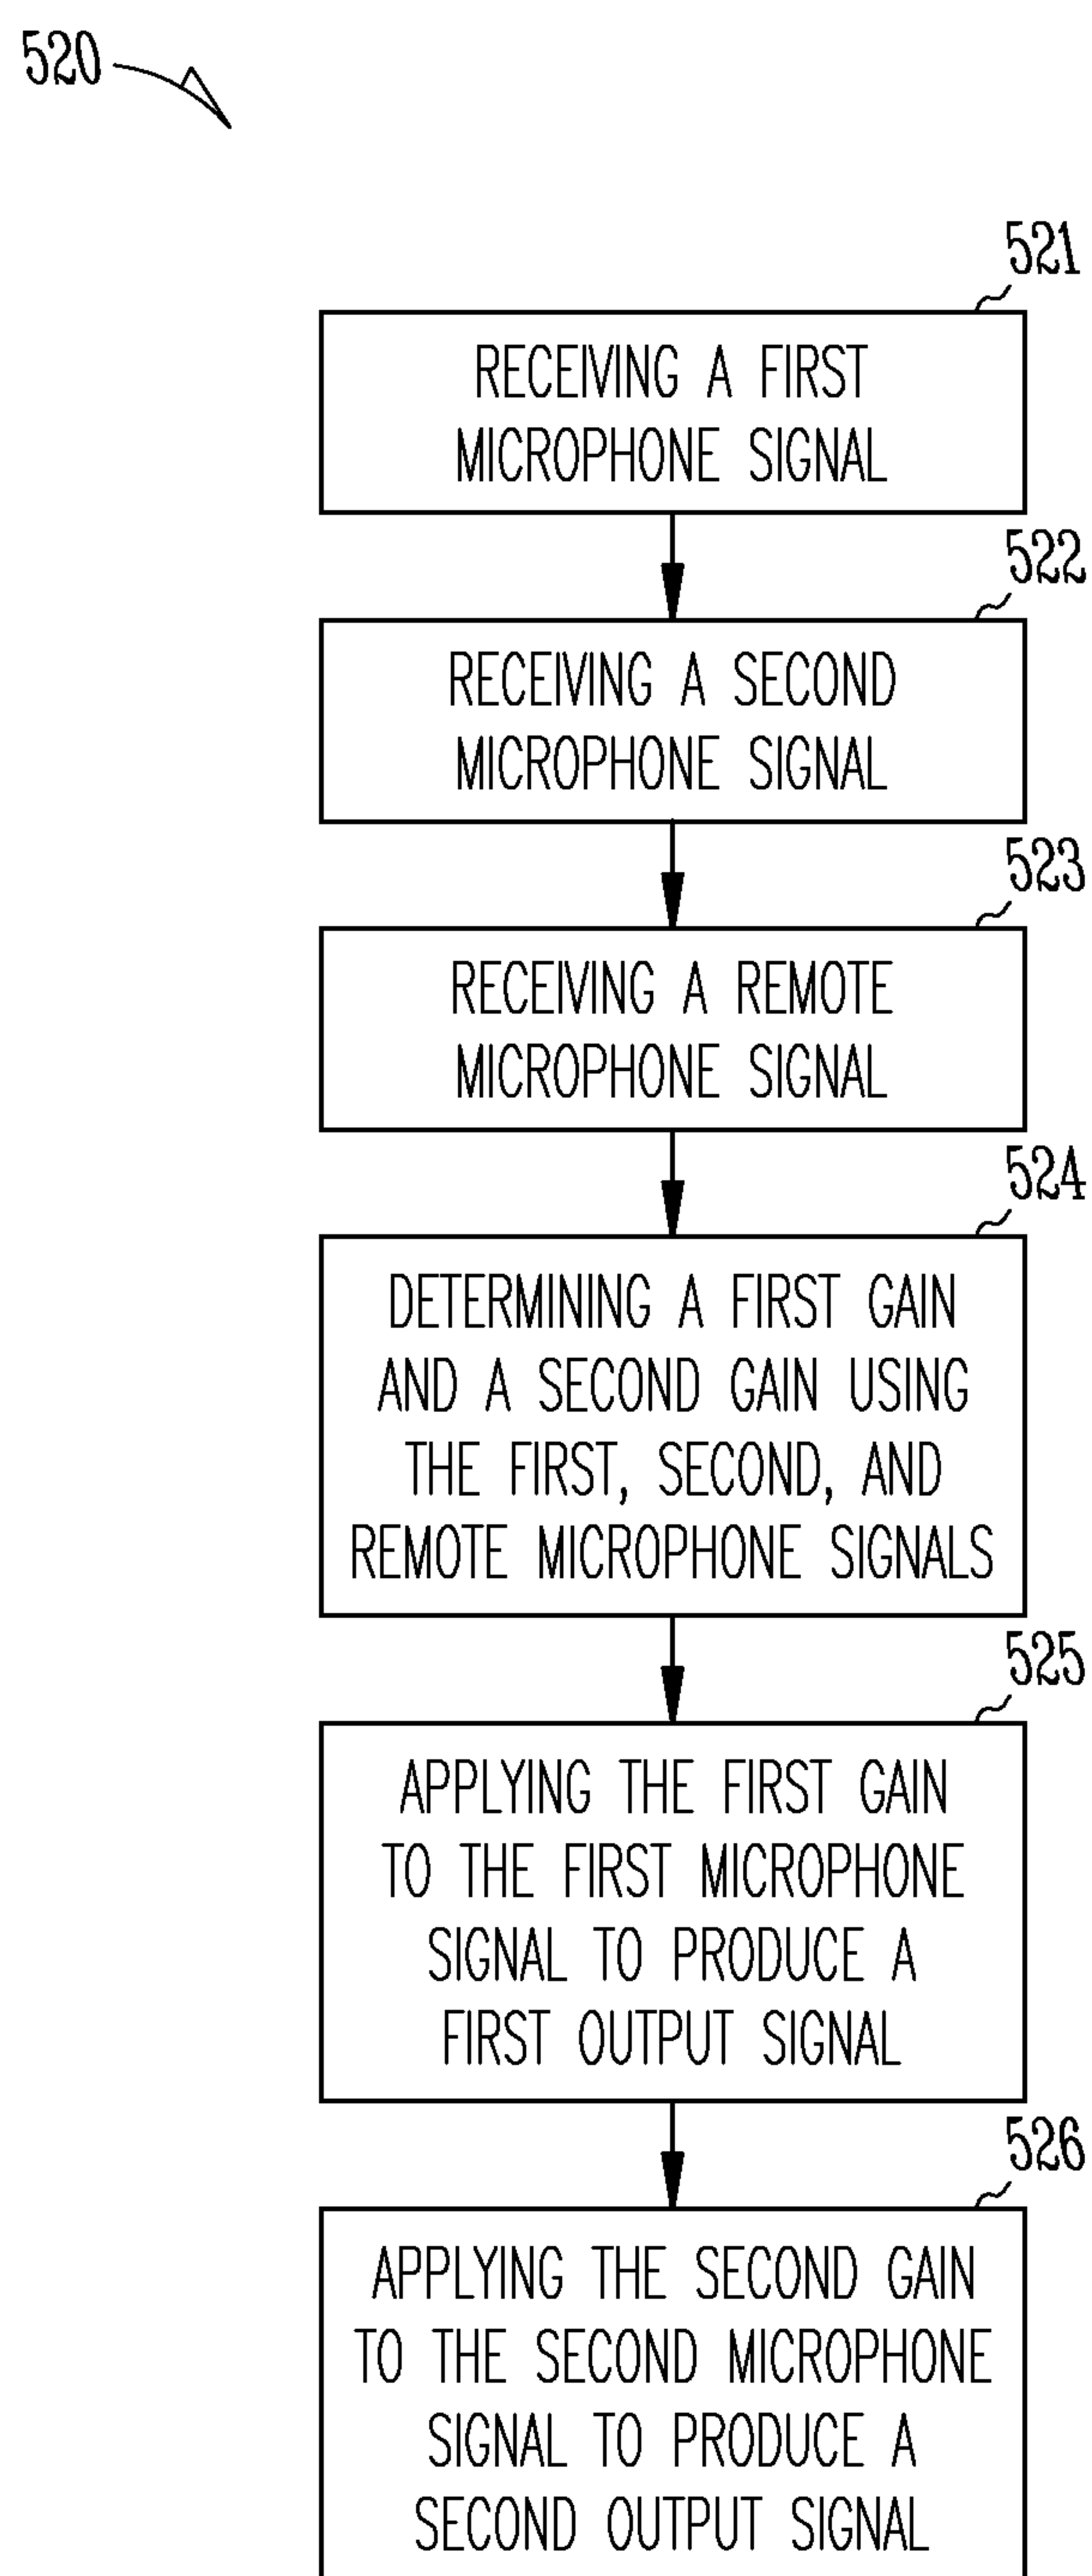 520
521
RECEIVING A FIRST
MICROPHONE SIGNAL
522
RECEIVING A SECOND
MICROPHONE SIGNAL
523
RECEIVING A REMOTE
MICROPHONE SIGNAL
524
DETERMINING A FIRST GAIN
AND A SECOND GAIN USING
THE FIRST, SECOND, AND
REMOTE MICROPHONE SIGNALS
525
APPLYING THE FIRST GAIN
TO THE FIRST MICROPHONE
SIGNAL TO PRODUCE A
FIRST OUTPUT SIGNAL
526
APPLYING THE SECOND GAIN
TO THE SECOND MICROPHONE
SIGNAL TO PRODUCE A
SECOND OUTPUT SIGNAL